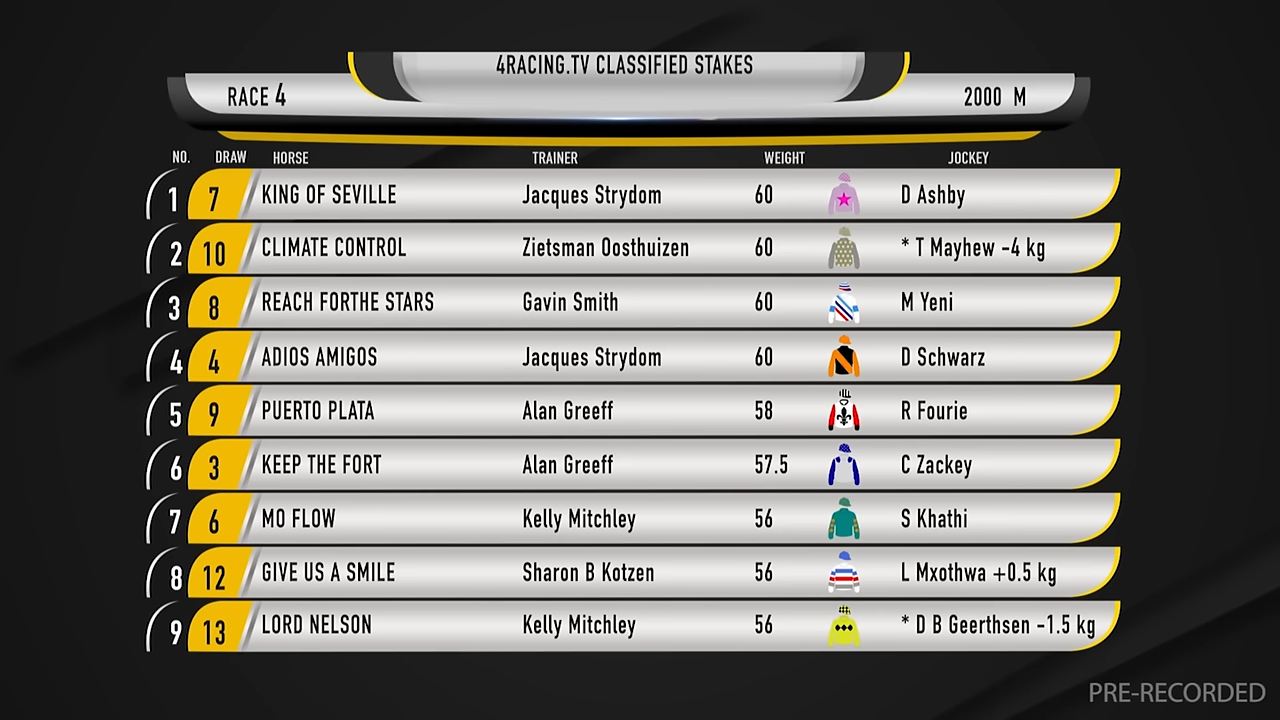 4RACING.TV CLASSIFIED STAKES
RACE 4 2000 M
NO. DRAW HORSE TRAINER WEIGHT JOCKEY
1 7 KING OF SEVILLE Jacques Strydom 60 D Ashby
2 10 CLIMATE CONTROL Zietsman Oosthuizen 60 * T Mayhew -4 kg
3 8 REACH FORTHE STARS Gavin Smith 60 M Yeni
4 4 ADIOS AMIGOS Jacques Strydom 60 D Schwarz
5 9 PUERTO PLATA Alan Greeff 58 R Fourie
6 3 KEEP THE FORT Alan Greeff 57.5 C Zackey
7 6 MO FLOW Kelly Mitchley 56 S Khathi
8 12 GIVE US A SMILE Sharon B Kotzen 56 L Mxothwa +0.5 kg
9 13 LORD NELSON Kelly Mitchley 56 * D B Geerthsen -1.5 kg
PRE-RECORDED